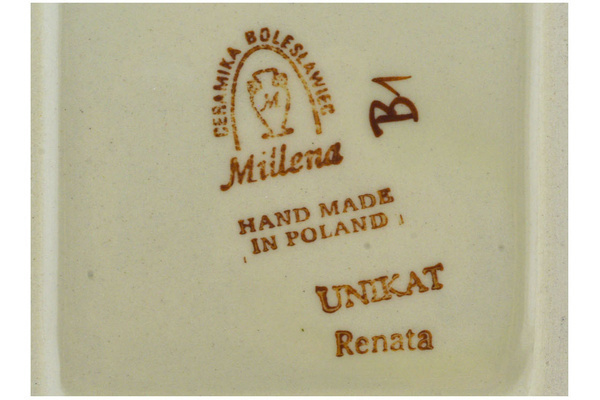 CERAMIKA BOLESŁAWIEC
M
Millena
B1
HAND MADE
IN POLAND
UNIKAT
Renata